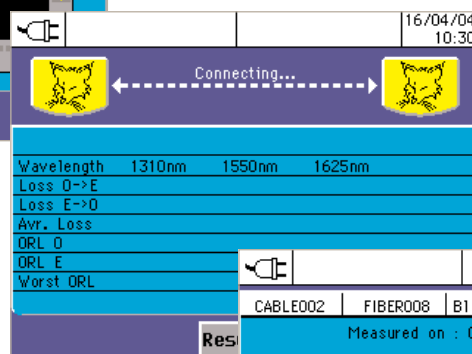 16/04/04
10:30
Connecting...
Wavelength 1310nm 1550nm 1625nm
Loss O->E
Loss E->O
Avr. Loss
ORL O
ORL E
Worst ORL
CABLE002 FIBER008 B1
Measured on :
Res